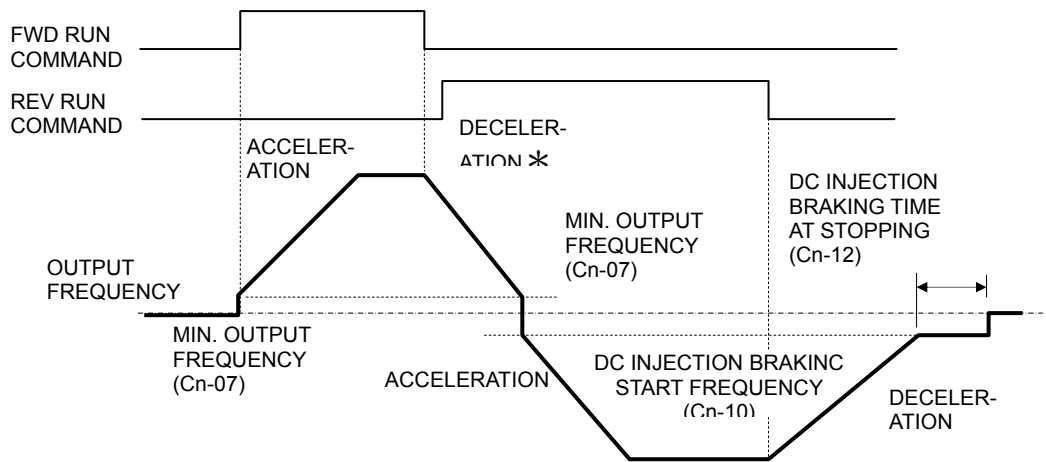 FWD RUN
COMMAND
REV RUN
COMMAND
ACCELER-
ATION
DECELER-
ATION *
DC INJECTION
BRAKING TIME
AT STOPPING
(Cn-12)
MIN. OUTPUT
FREQUENCY
(Cn-07)
OUTPUT
FREQUENCY
MIN. OUTPUT
FREQUENCY
(Cn-07)
ACCELERATION
DC INJECTION BRAKINC
START FREQUENCY
(Cn-10)
DECELER-
ATION